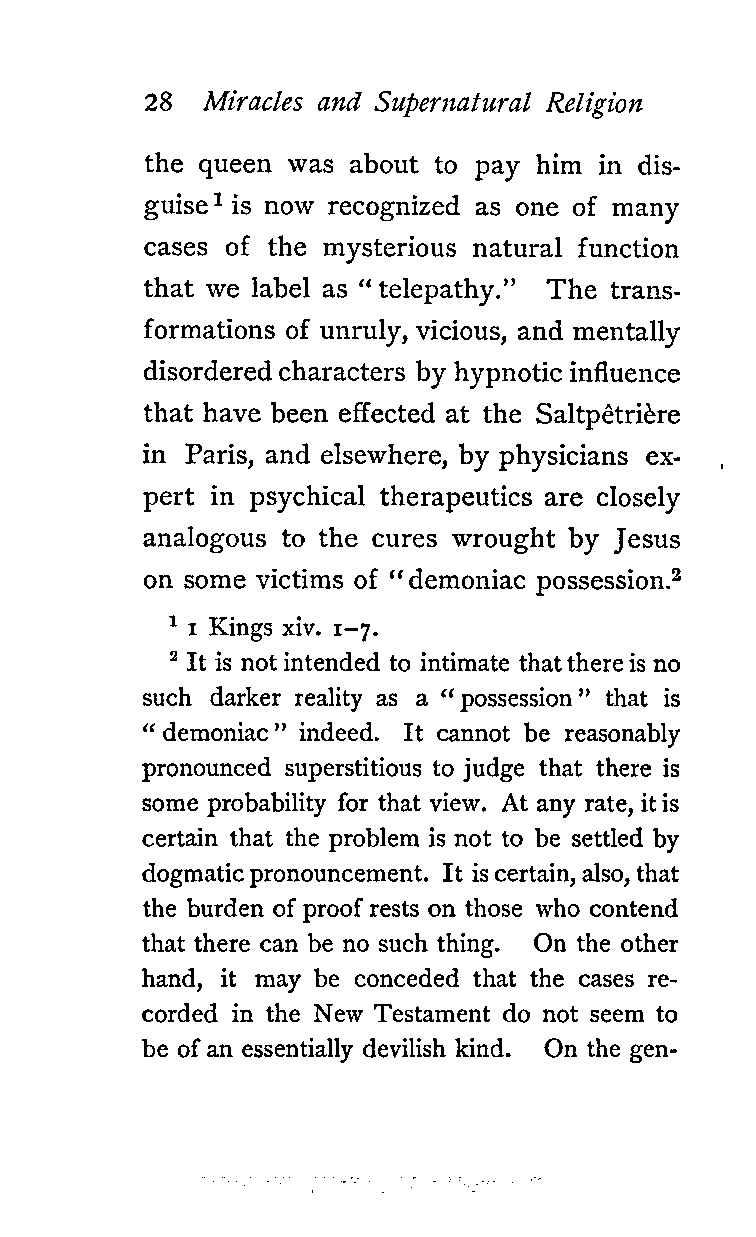 28 Miracles and Supernatural Religion
the queen was about to pay him in dis-
guise¹ is now recognized as one of many
cases of the mysterious natural function
that we label as “telepathy.” The trans-
formations of unruly, vicious, and mentally
disordered characters by hypnotic influence
that have been effected at the Saltpêtrière
in Paris, and elsewhere, by physicians ex-
pert in psychical therapeutics are closely
analogous to the cures wrought by Jesus
on some victims of “demoniac possession.²
¹ 1 Kings xiv. 1–7.
² It is not intended to intimate that there is no
such darker reality as a “possession” that is
“demoniac” indeed. It cannot be reasonably
pronounced superstitious to judge that there is
some probability for that view. At any rate, it is
certain that the problem is not to be settled by
dogmatic pronouncement. It is certain, also, that
the burden of proof rests on those who contend
that there can be no such thing. On the other
hand, it may be conceded that the cases re-
corded in the New Testament do not seem to
be of an essentially devilish kind. On the gen-